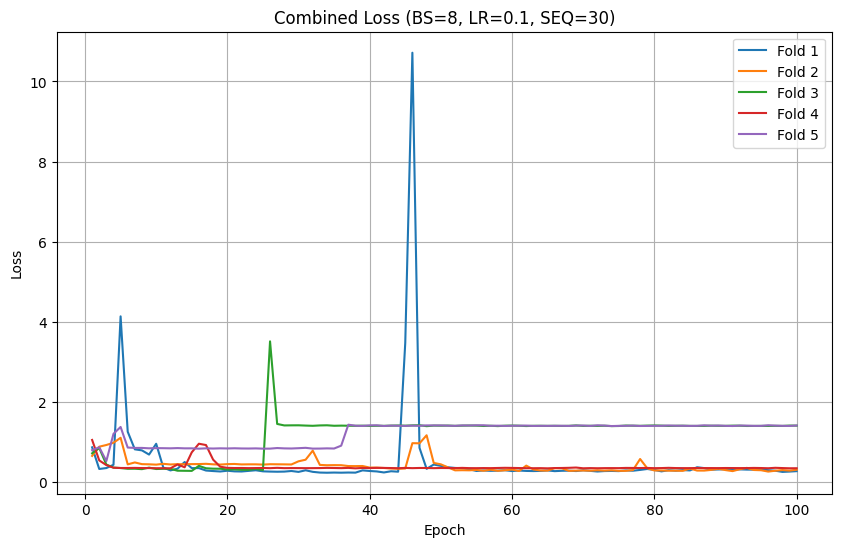 Combined Loss (BS=8, LR=0.1, SEQ=30)
Fold 1
Fold 2
Fold 3
Fold 4
Fold 5
Loss
10
8
6
4
2
0
0 20 40 60 80 100
Epoch